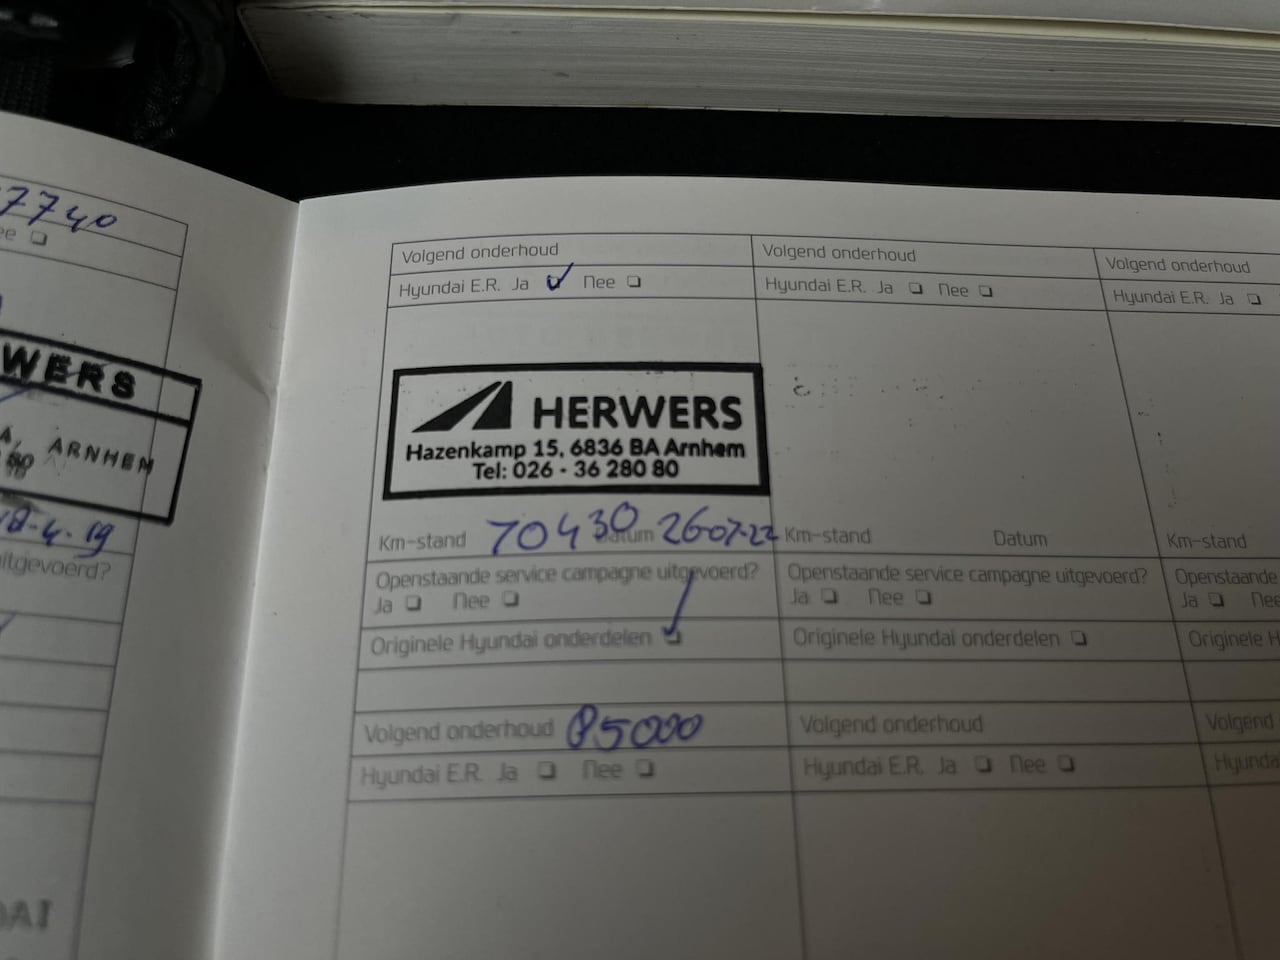 7740
ee
WERS
A, ARNHEM
80
18-4-19
uitgevoerd?
Volgend onderhoud
Hyundai E.R. Ja Nee
HERWERS
Hazenkamp 15, 6836 BA Arnhem
Tel: 026 - 36 280 80
Km-stand 70430 Datum 26-07-22
Openstaande service campagne uitgevoerd?
Ja Nee
Originele Hyundai onderdelen
Volgend onderhoud 85000
Hyundai E.R. Ja Nee
Volgend onderhoud
Hyundai E.R. Ja Nee
Km-stand Datum
Openstaande service campagne uitgevoerd?
Ja Nee
Originele Hyundai onderdelen
Volgend onderhoud
Hyundai E.R. Ja Nee
Volgend onderhoud
Hyundai E.R. Ja
Km-stand
Openstaande
Ja Nee
Originele H
Volgend
Hyunda